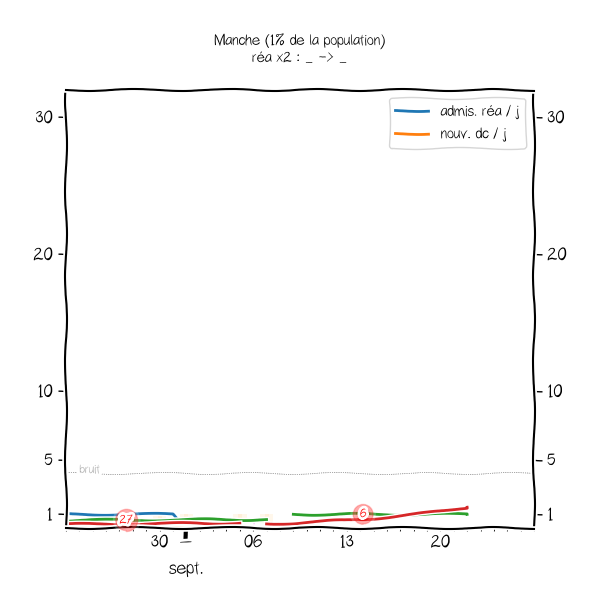 Manche (1% de la population)
réa x2 : _ -> _
admis. réa / j
nouv. dc / j
30 30
20 20
10 10
5 5
bruit
1 1
27 6
30 1 06 13 20
sept.